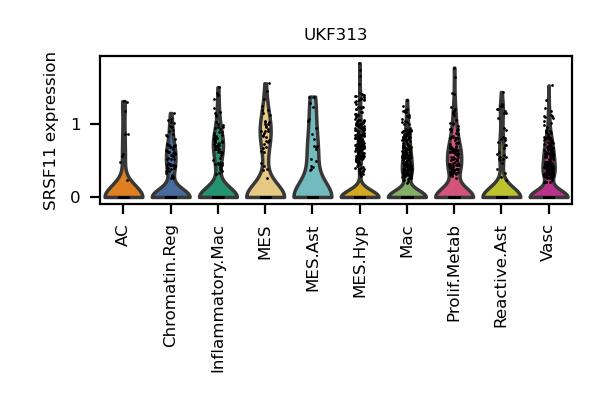 UKF313
SRSF11 expression
1
0
AC
Chromatin.Reg
Inflammatory.Mac
MES
MES.Ast
MES.Hyp
Mac
Prolif.Metab
Reactive.Ast
Vasc